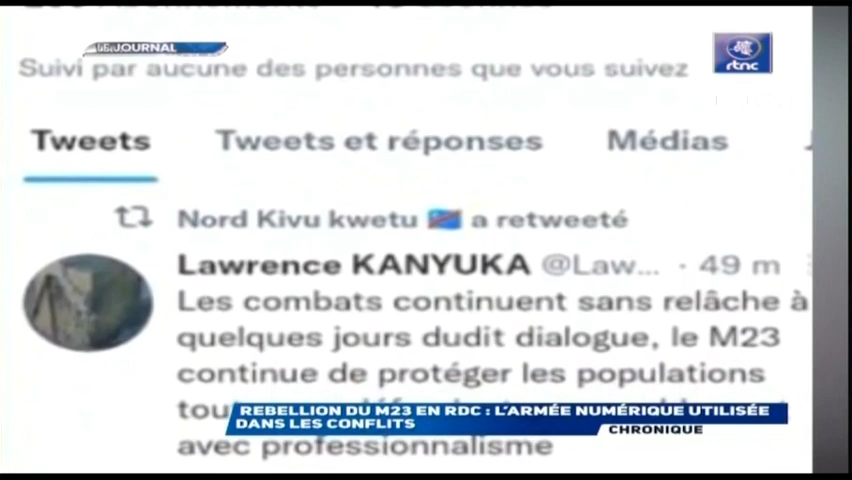 LE JOURNAL
rtnc
Suivi par aucune des personnes que vous suivez
Tweets Tweets et réponses Médias
Nord Kivu kwetu a retweeté
Lawrence KANYUKA @Law... · 49 m
Les combats continuent sans relâche à
quelques jours dudit dialogue, le M23
continue de protéger les populations
REBELLION DU M23 EN RDC : L'ARMÉE NUMÉRIQUE UTILISÉE
DANS LES CONFLITS
CHRONIQUE
avec professionnalisme